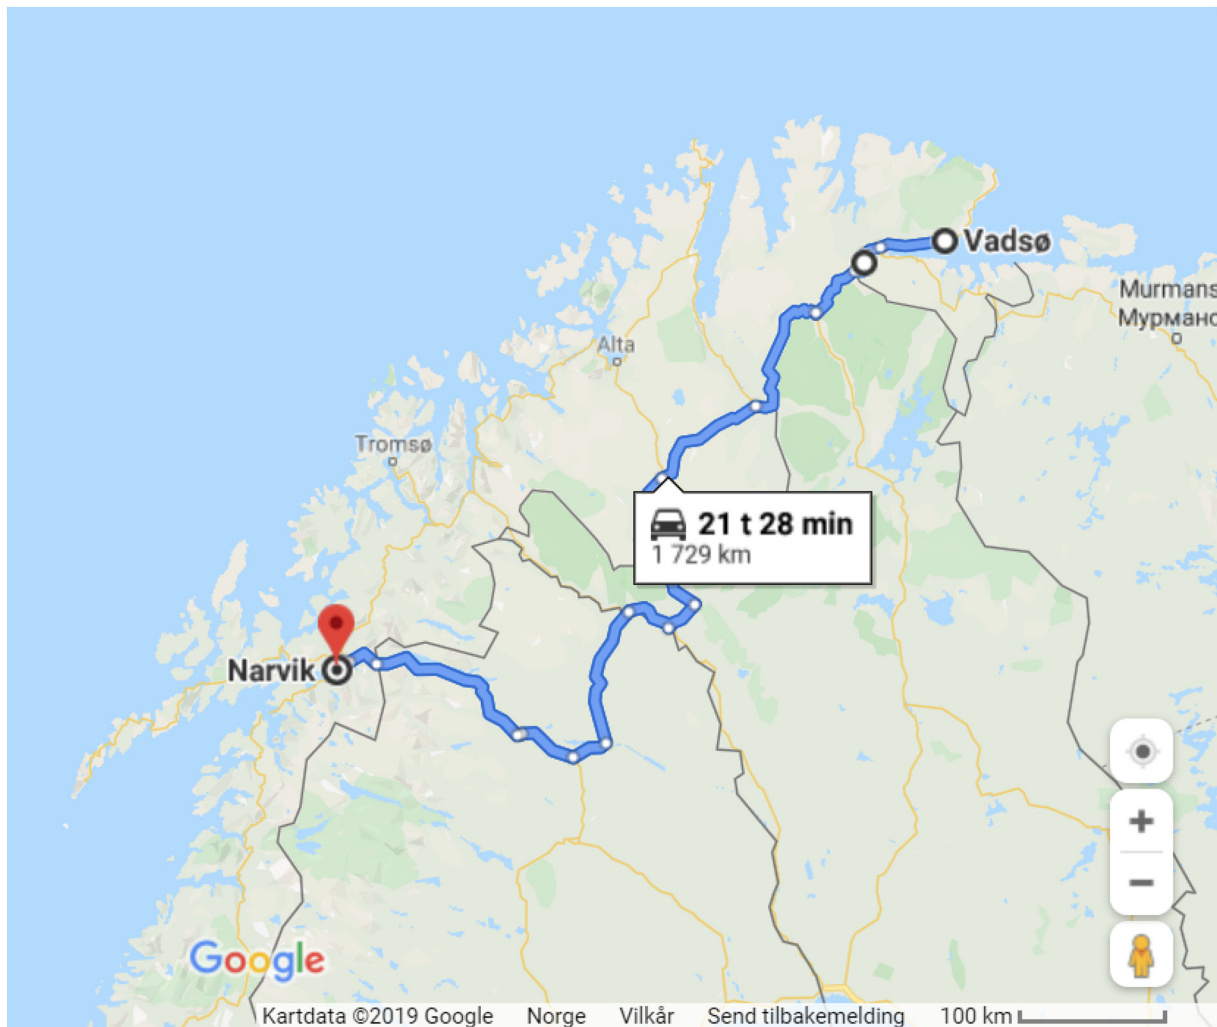 Vadsø
Murmans
Мурманс
Alta
Tromsø
21 t 28 min
1 729 km
Narvik
Google
Kartdata ©2019 Google Norge Vilkår Send tilbakemelding 100 km